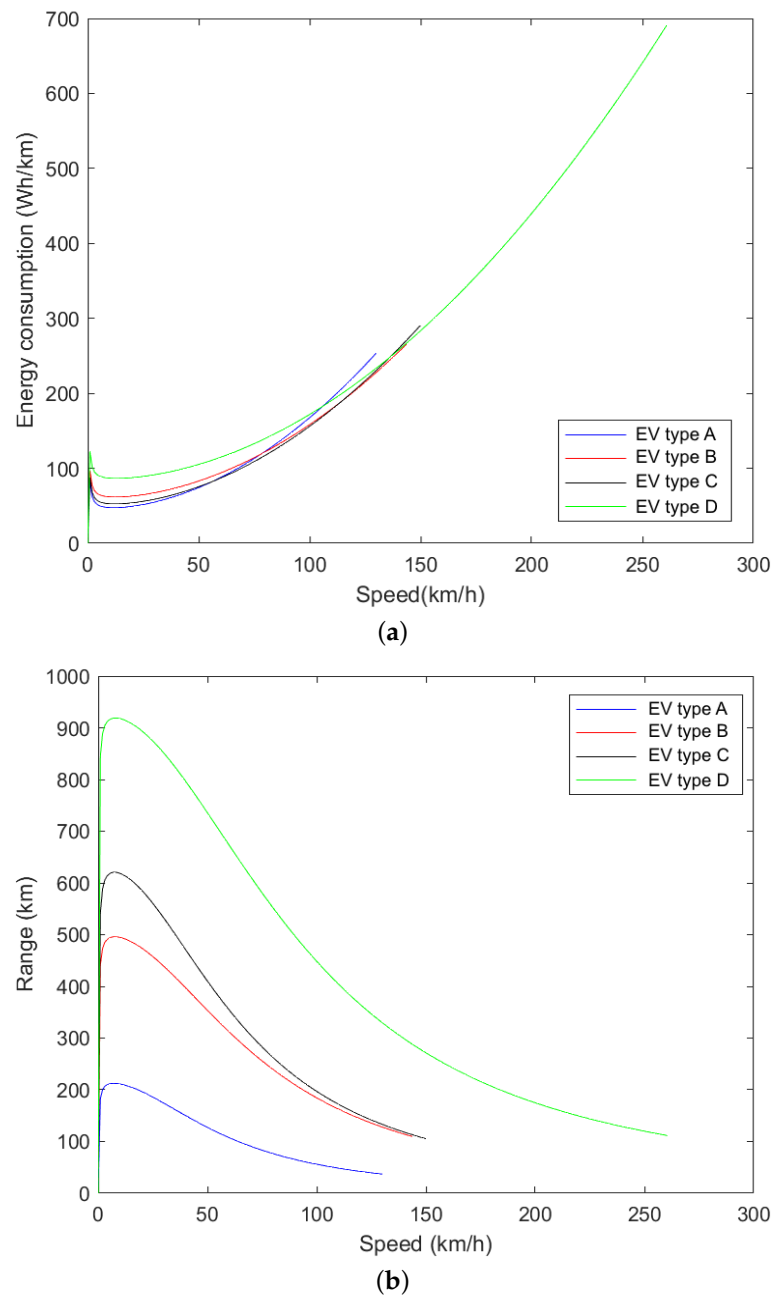 700
600
500
400
300
200
100
0
Energy consumption (Wh/km)
EV type A
EV type B
EV type C
EV type D
0 50 100 150 200 250 300
Speed(km/h)
(a)
1000
900
800
700
600
500
400
300
200
100
0
Range (km)
EV type A
EV type B
EV type C
EV type D
0 50 100 150 200 250 300
Speed (km/h)
(b)